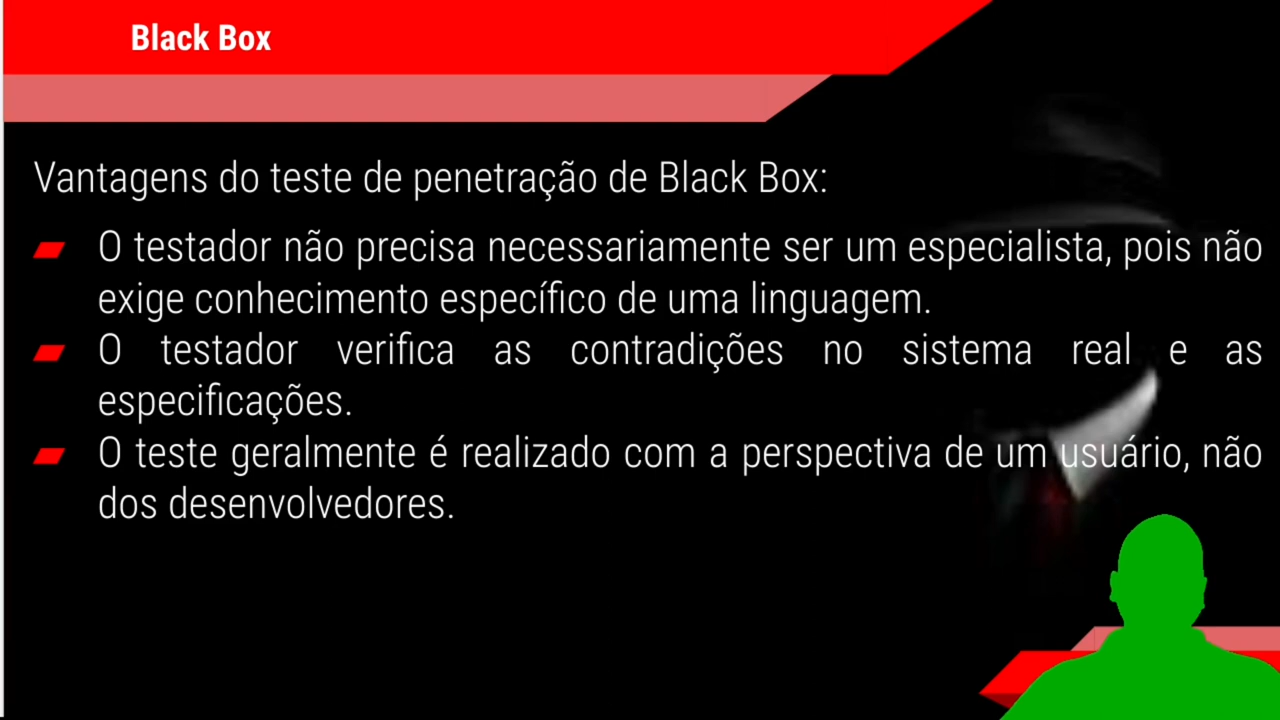 Black Box
Vantagens do teste de penetração de Black Box:
O testador não precisa necessariamente ser um especialista, pois não
exige conhecimento específico de uma linguagem.
O testador verifica as contradições no sistema real e as
especificações.
O teste geralmente é realizado com a perspectiva de um usuário, não
dos desenvolvedores.